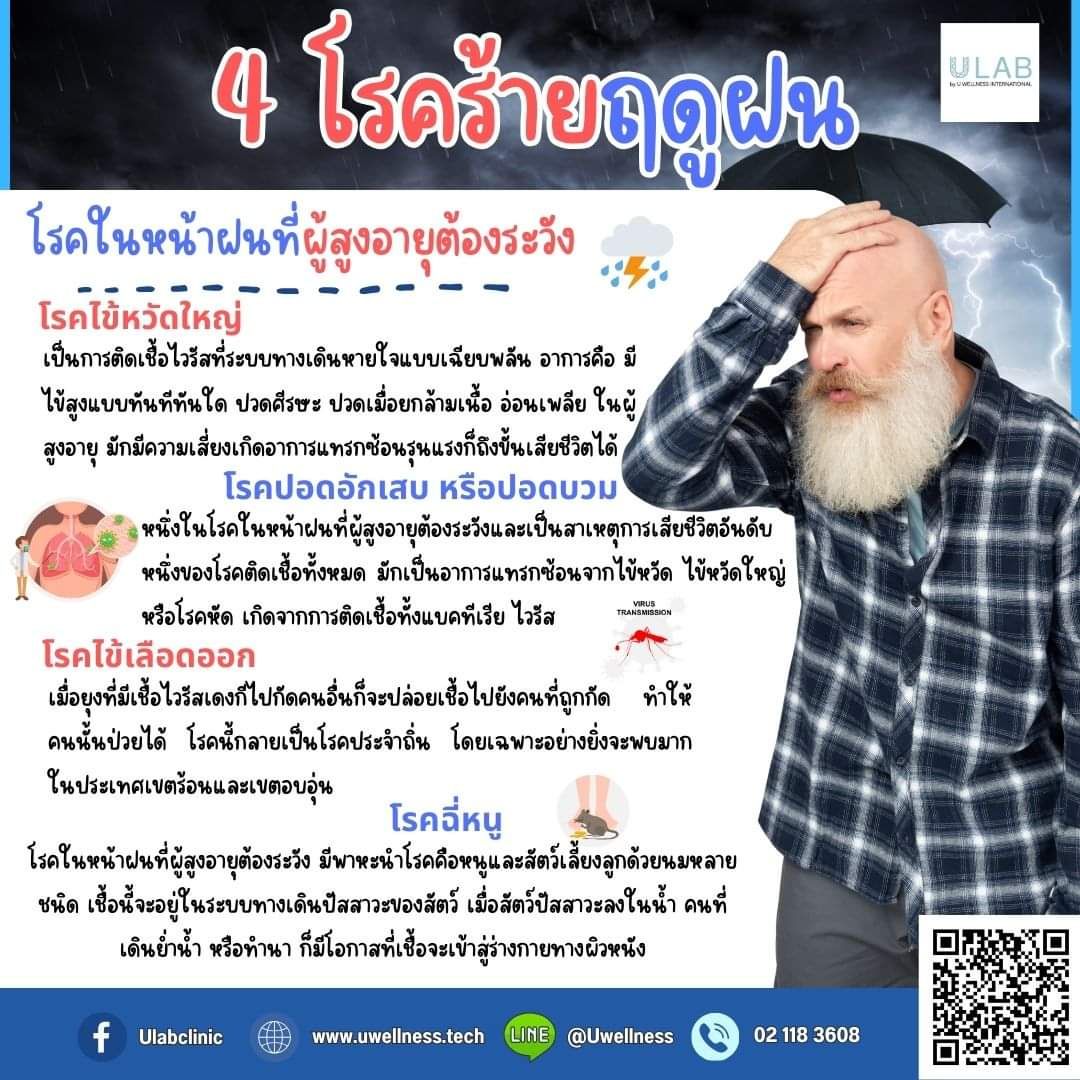 4 โรคร้ายฤดูฝน
ULAB
by U WELLNESS INTERNATIONAL
โรคในหน้าฝนที่ผู้สูงอายุต้องระวัง
โรคไข้หวัดใหญ่
เป็นการติดเชื้อไวรัสที่ระบบทางเดินหายใจแบบเฉียบพลัน อาการคือ มี
ไข้สูงแบบทันทีทันใด ปวดศีรษะ ปวดเมื่อยกล้ามเนื้อ อ่อนเพลีย ในผู้
สูงอายุ มักมีความเสี่ยงเกิดอาการแทรกซ้อนรุนแรงก็ถึงขั้นเสียชีวิตได้
โรคปอดอักเสบ หรือปอดบวม
หนึ่งในโรคในหน้าฝนที่ผู้สูงอายุต้องระวังและเป็นสาเหตุการเสียชีวิตอันดับ
หนึ่งของโรคติดเชื้อทั้งหมด มักเป็นอาการแทรกซ้อนจากไข้หวัด ไข้หวัดใหญ่
หรือโรคหัด เกิดจากการติดเชื้อทั้งแบคทีเรีย ไวรัส
VIRUS
TRANSMISSION
โรคไข้เลือดออก
เมื่อยุงที่มีเชื้อไวรัสเดงกีไปกัดคนอื่นก็จะปล่อยเชื้อไปยังคนที่ถูกกัด ทำให้
คนนั้นป่วยได้ โรคนี้กลายเป็นโรคประจำถิ่น โดยเฉพาะอย่างยิ่งจะพบมาก
ในประเทศเขตร้อนและเขตอบอุ่น
โรคฉี่หนู
โรคในหน้าฝนที่ผู้สูงอายุต้องระวัง มีพาหะนำโรคคือหนูและสัตว์เลี้ยงลูกด้วยนมหลาย
ชนิด เชื้อนี้จะอยู่ในระบบทางเดินปัสสาวะของสัตว์ เมื่อสัตว์ปัสสาวะลงในน้ำ คนที่
เดินย่ำน้ำ หรือทำนา ก็มีโอกาสที่เชื้อจะเข้าสู่ร่างกายทางผิวหนัง
Ulabclinic
www.uwellness.tech
LINE
@Uwellness
02 118 3608